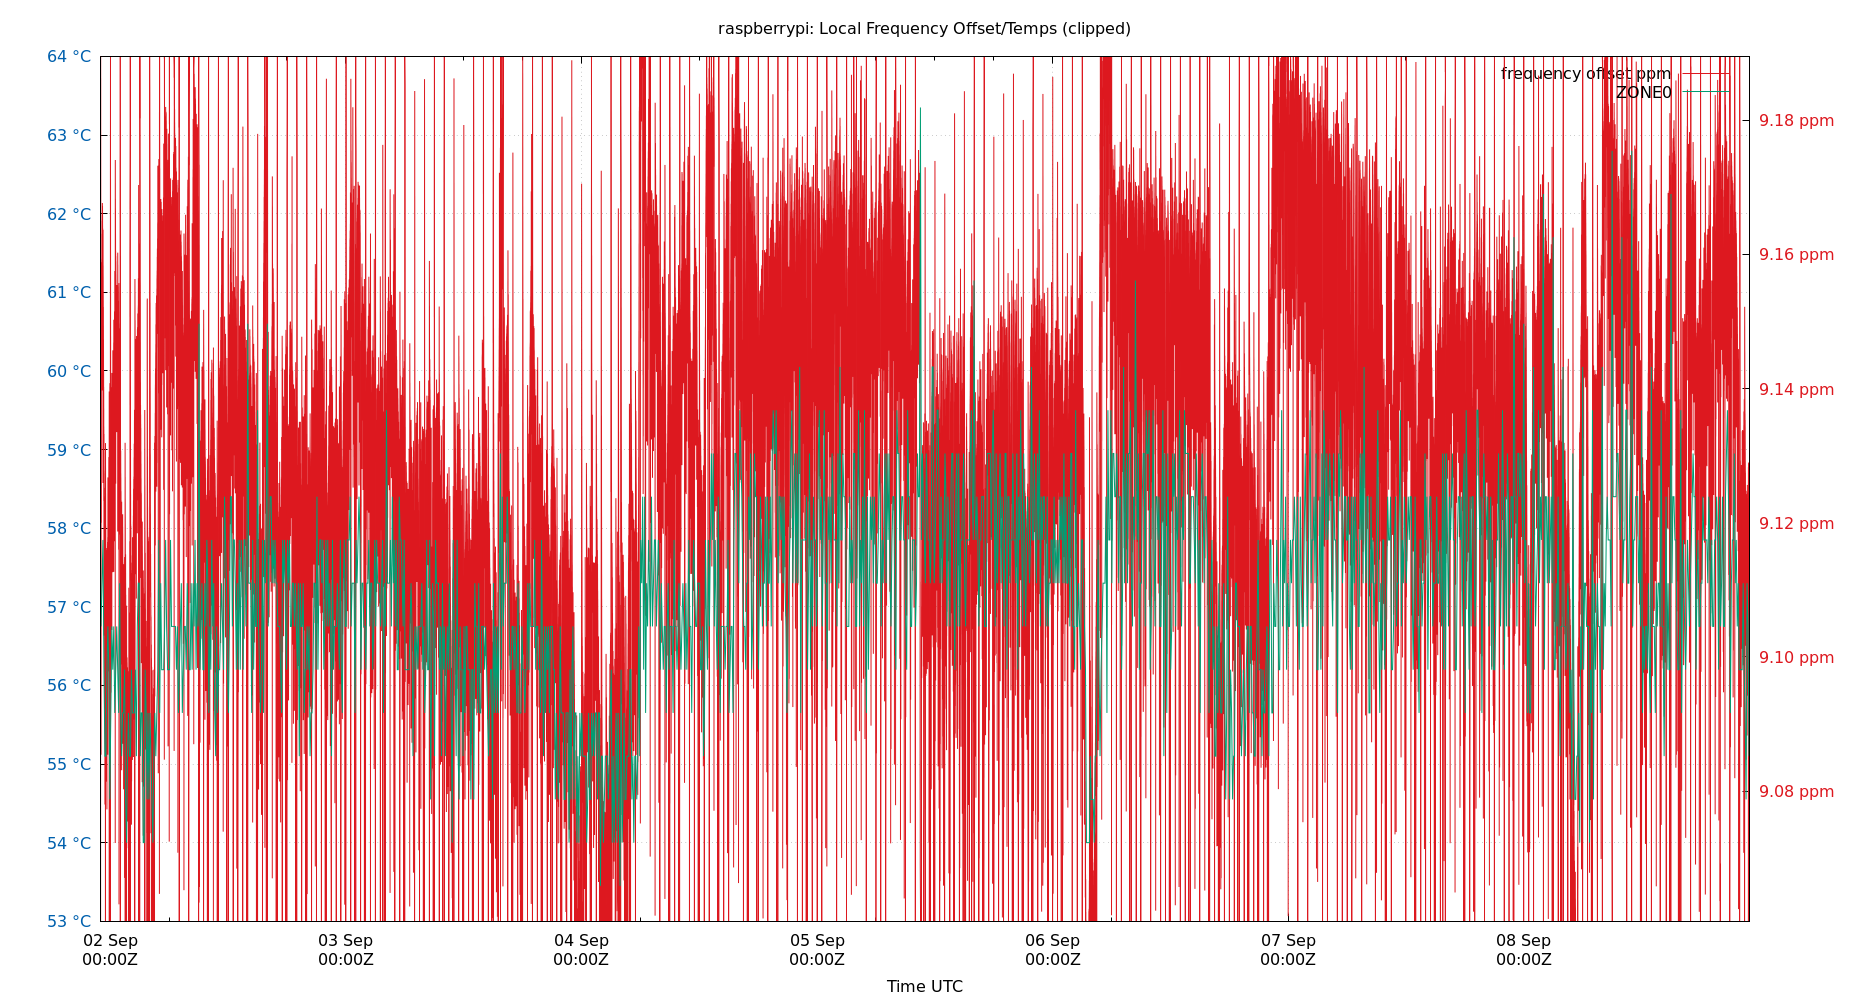 raspberrypi: Local Frequency Offset/Temps (clipped)
64 °C
63 °C
62 °C
61 °C
60 °C
59 °C
58 °C
57 °C
56 °C
55 °C
54 °C
53 °C
frequency offset ppm
ZONE0
9.18 ppm
9.16 ppm
9.14 ppm
9.12 ppm
9.10 ppm
9.08 ppm
02 Sep
00:00Z
03 Sep
00:00Z
04 Sep
00:00Z
05 Sep
00:00Z
06 Sep
00:00Z
07 Sep
00:00Z
08 Sep
00:00Z
Time UTC